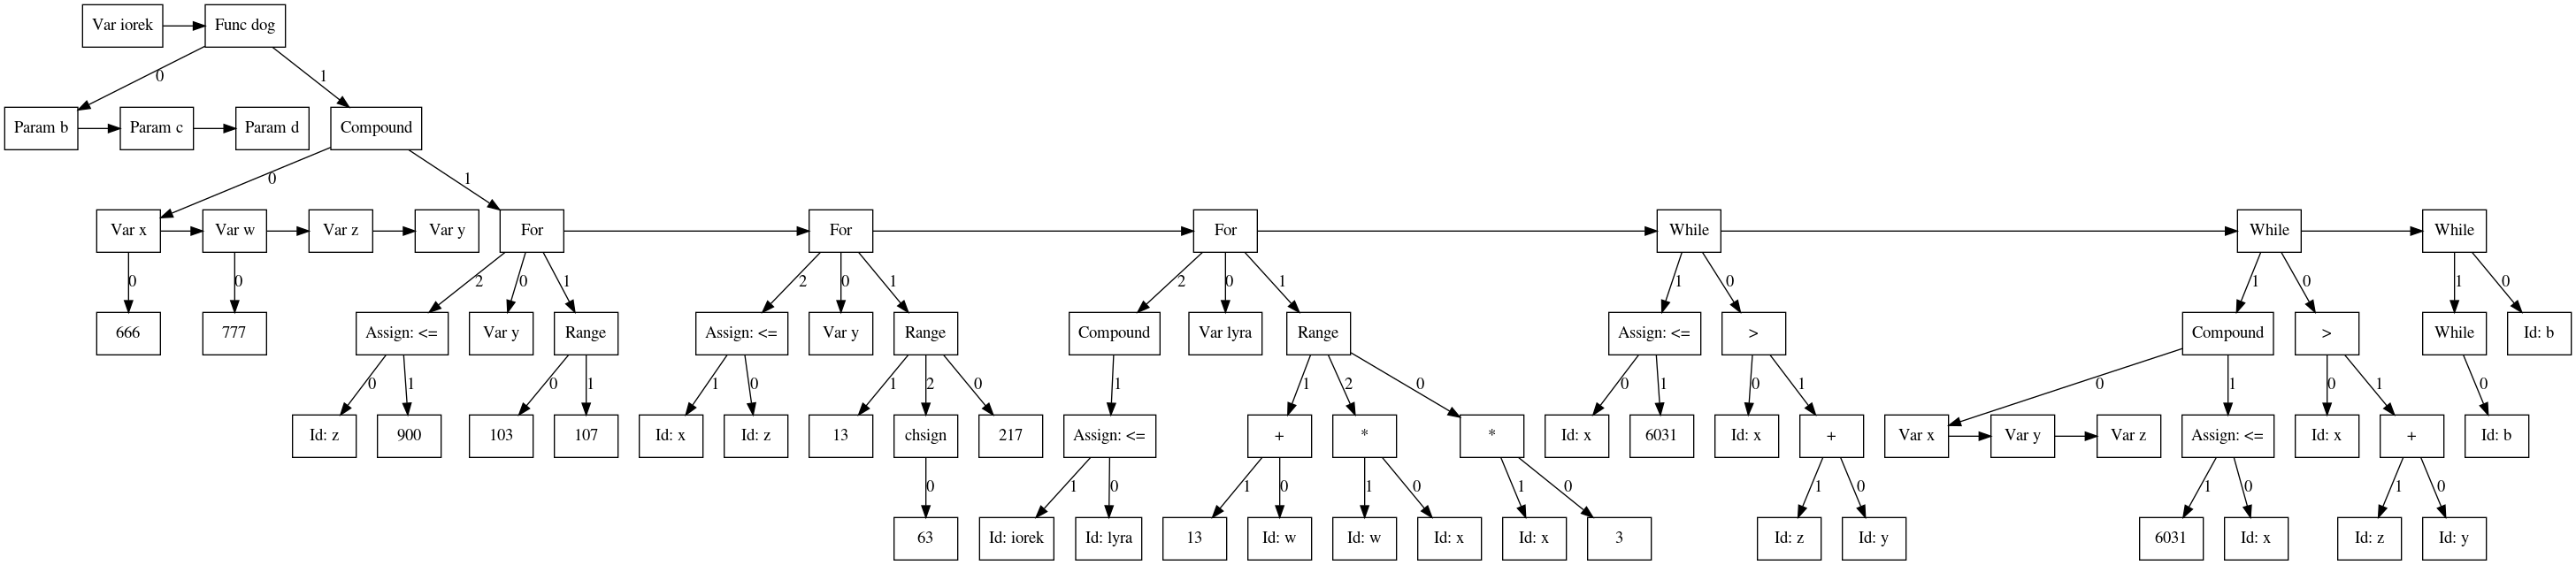 Var iorek Func dog
0 1
Param b Param c Param d Compound
0 1
Var x Var w Var z Var y For For For While While While
0 0 2 0 1 2 0 1 2 0 1 1 0 1 0 1 0
666 777 Assign: <= Var y Range Assign: <= Var y Range Compound Var lyra Range Assign: <= > Compound > While Id: b
0 1 0 1 1 0 1 2 0 1 1 2 0 0 1 0 1 0 1 0 1 0
Id: z 900 103 107 Id: x Id: z 13 chsign 217 Assign: <= + * * Id: x 6031 Id: x + Var x Var y Var z Assign: <= Id: x + Id: b
0 1 0 1 0 1 0 1 0 1 0 1 0 1 0
63 Id: iorek Id: lyra 13 Id: w Id: w Id: x Id: x 3 Id: z Id: y 6031 Id: x Id: z Id: y